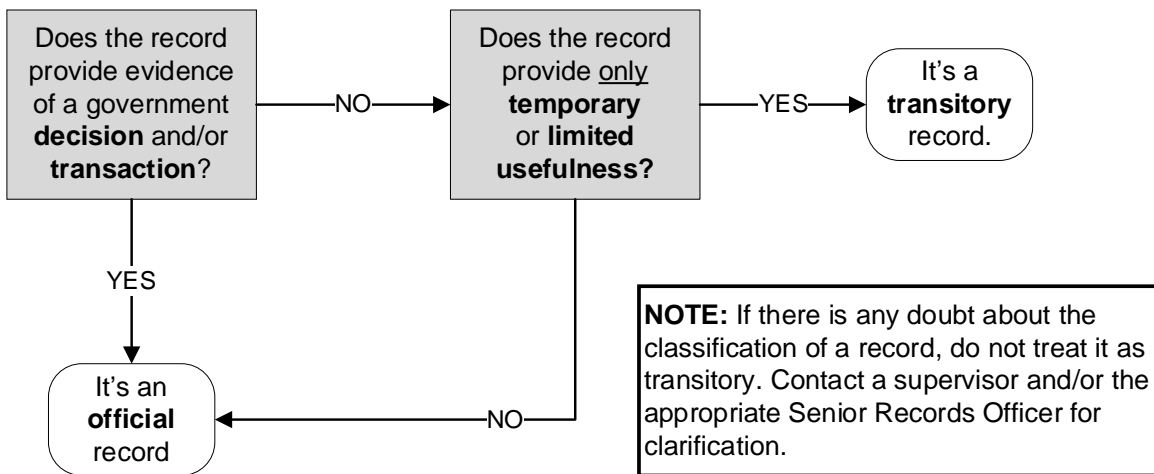 Does the record
provide evidence
of a government
decision and/or
transaction?
NO
Does the record
provide only
temporary
or limited
usefulness?
YES
It’s a
transitory
record.
YES
It’s an
official
record
NO
NOTE: If there is any doubt about the
classification of a record, do not treat it as
transitory. Contact a supervisor and/or the
appropriate Senior Records Officer for
clarification.